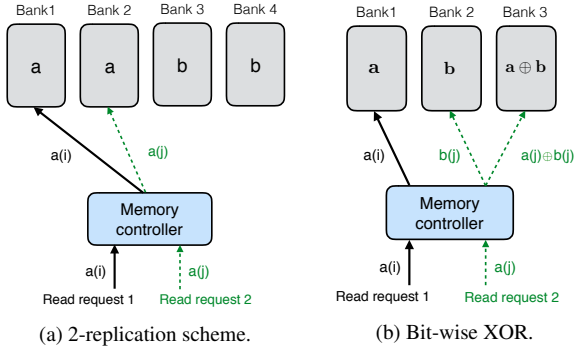 Bank1 Bank 2 Bank 3 Bank 4
a a b b
a(i) a(j)
Memory
controller
a(i) a(j)
Read request 1 Read request 2
(a) 2-replication scheme.
Bank1 Bank 2 Bank 3
a b a ⊕ b
a(i) b(j) a(j)⊕b(j)
Memory
controller
a(i) a(j)
Read request 1 Read request 2
(b) Bit-wise XOR.